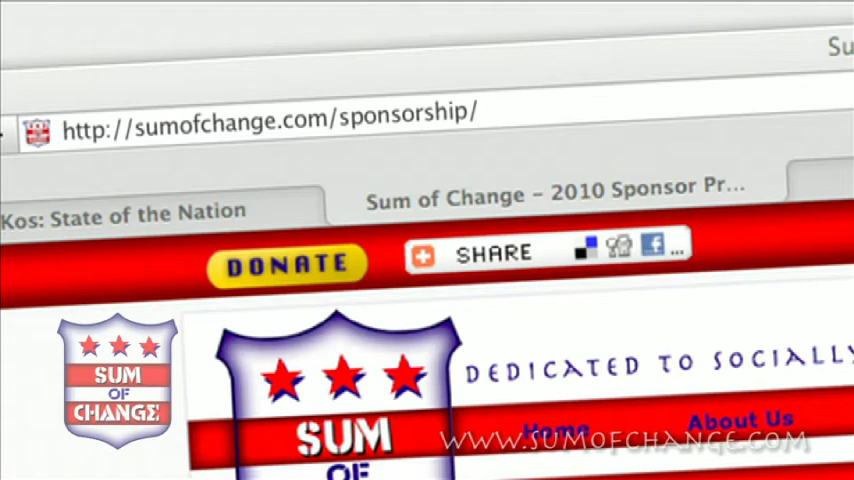 Su
http://sumofchange.com/sponsorship/
Kos: State of the Nation
Sum of Change – 2010 Sponsor Pr...
DONATE
SHARE
...
SUM
OF
CHANGE
DEDICATED TO SOCIALLY
Home
About Us
SUM
OF
WWW.SUMOFCHANGE.COM